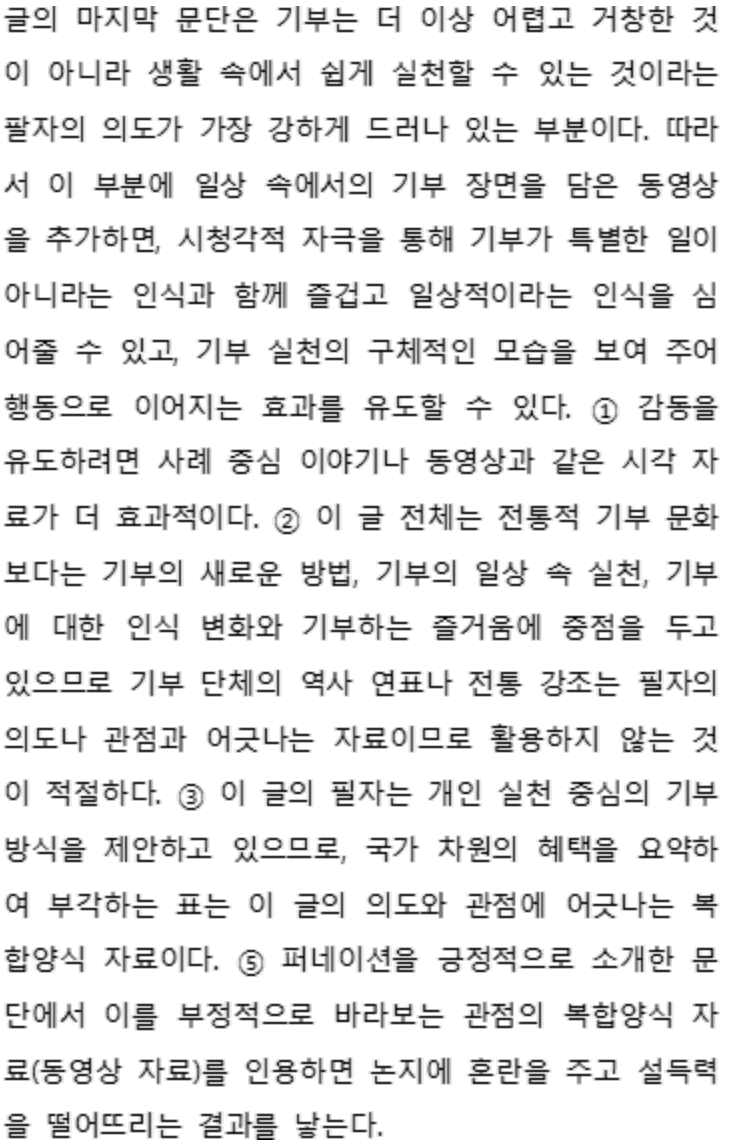 글의 마지막 문단은 기부는 더 이상 어렵고 거창한 것
이 아니라 생활 속에서 쉽게 실천할 수 있는 것이라는
팔자의 의도가 가장 강하게 드러나 있는 부분이다. 따라
서 이 부분에 일상 속에서의 기부 장면을 담은 동영상
을 추가하면, 시청각적 자극을 통해 기부가 특별한 일이
아니라는 인식과 함께 즐겁고 일상적이라는 인식을 심
어줄 수 있고, 기부 실천의 구체적인 모습을 보여 주어
행동으로 이어지는 효과를 유도할 수 있다. ① 감동을
유도하려면 사례 중심 이야기나 동영상과 같은 시각 자
료가 더 효과적이다. ② 이 글 전체는 전통적 기부 문화
보다는 기부의 새로운 방법, 기부의 일상 속 실천, 기부
에 대한 인식 변화와 기부하는 즐거움에 중점을 두고
있으므로 기부 단체의 역사 연표나 전통 강조는 필자의
의도나 관점과 어긋나는 자료이므로 활용하지 않는 것
이 적절하다. ③ 이 글의 필자는 개인 실천 중심의 기부
방식을 제안하고 있으므로, 국가 차원의 혜택을 요약하
여 부각하는 표는 이 글의 의도와 관점에 어긋나는 복
합양식 자료이다. ⑤ 퍼네이션을 긍정적으로 소개한 문
단에서 이를 부정적으로 바라보는 관점의 복합양식 자
료(동영상 자료)를 인용하면 논지에 혼란을 주고 설득력
을 떨어뜨리는 결과를 낳는다.